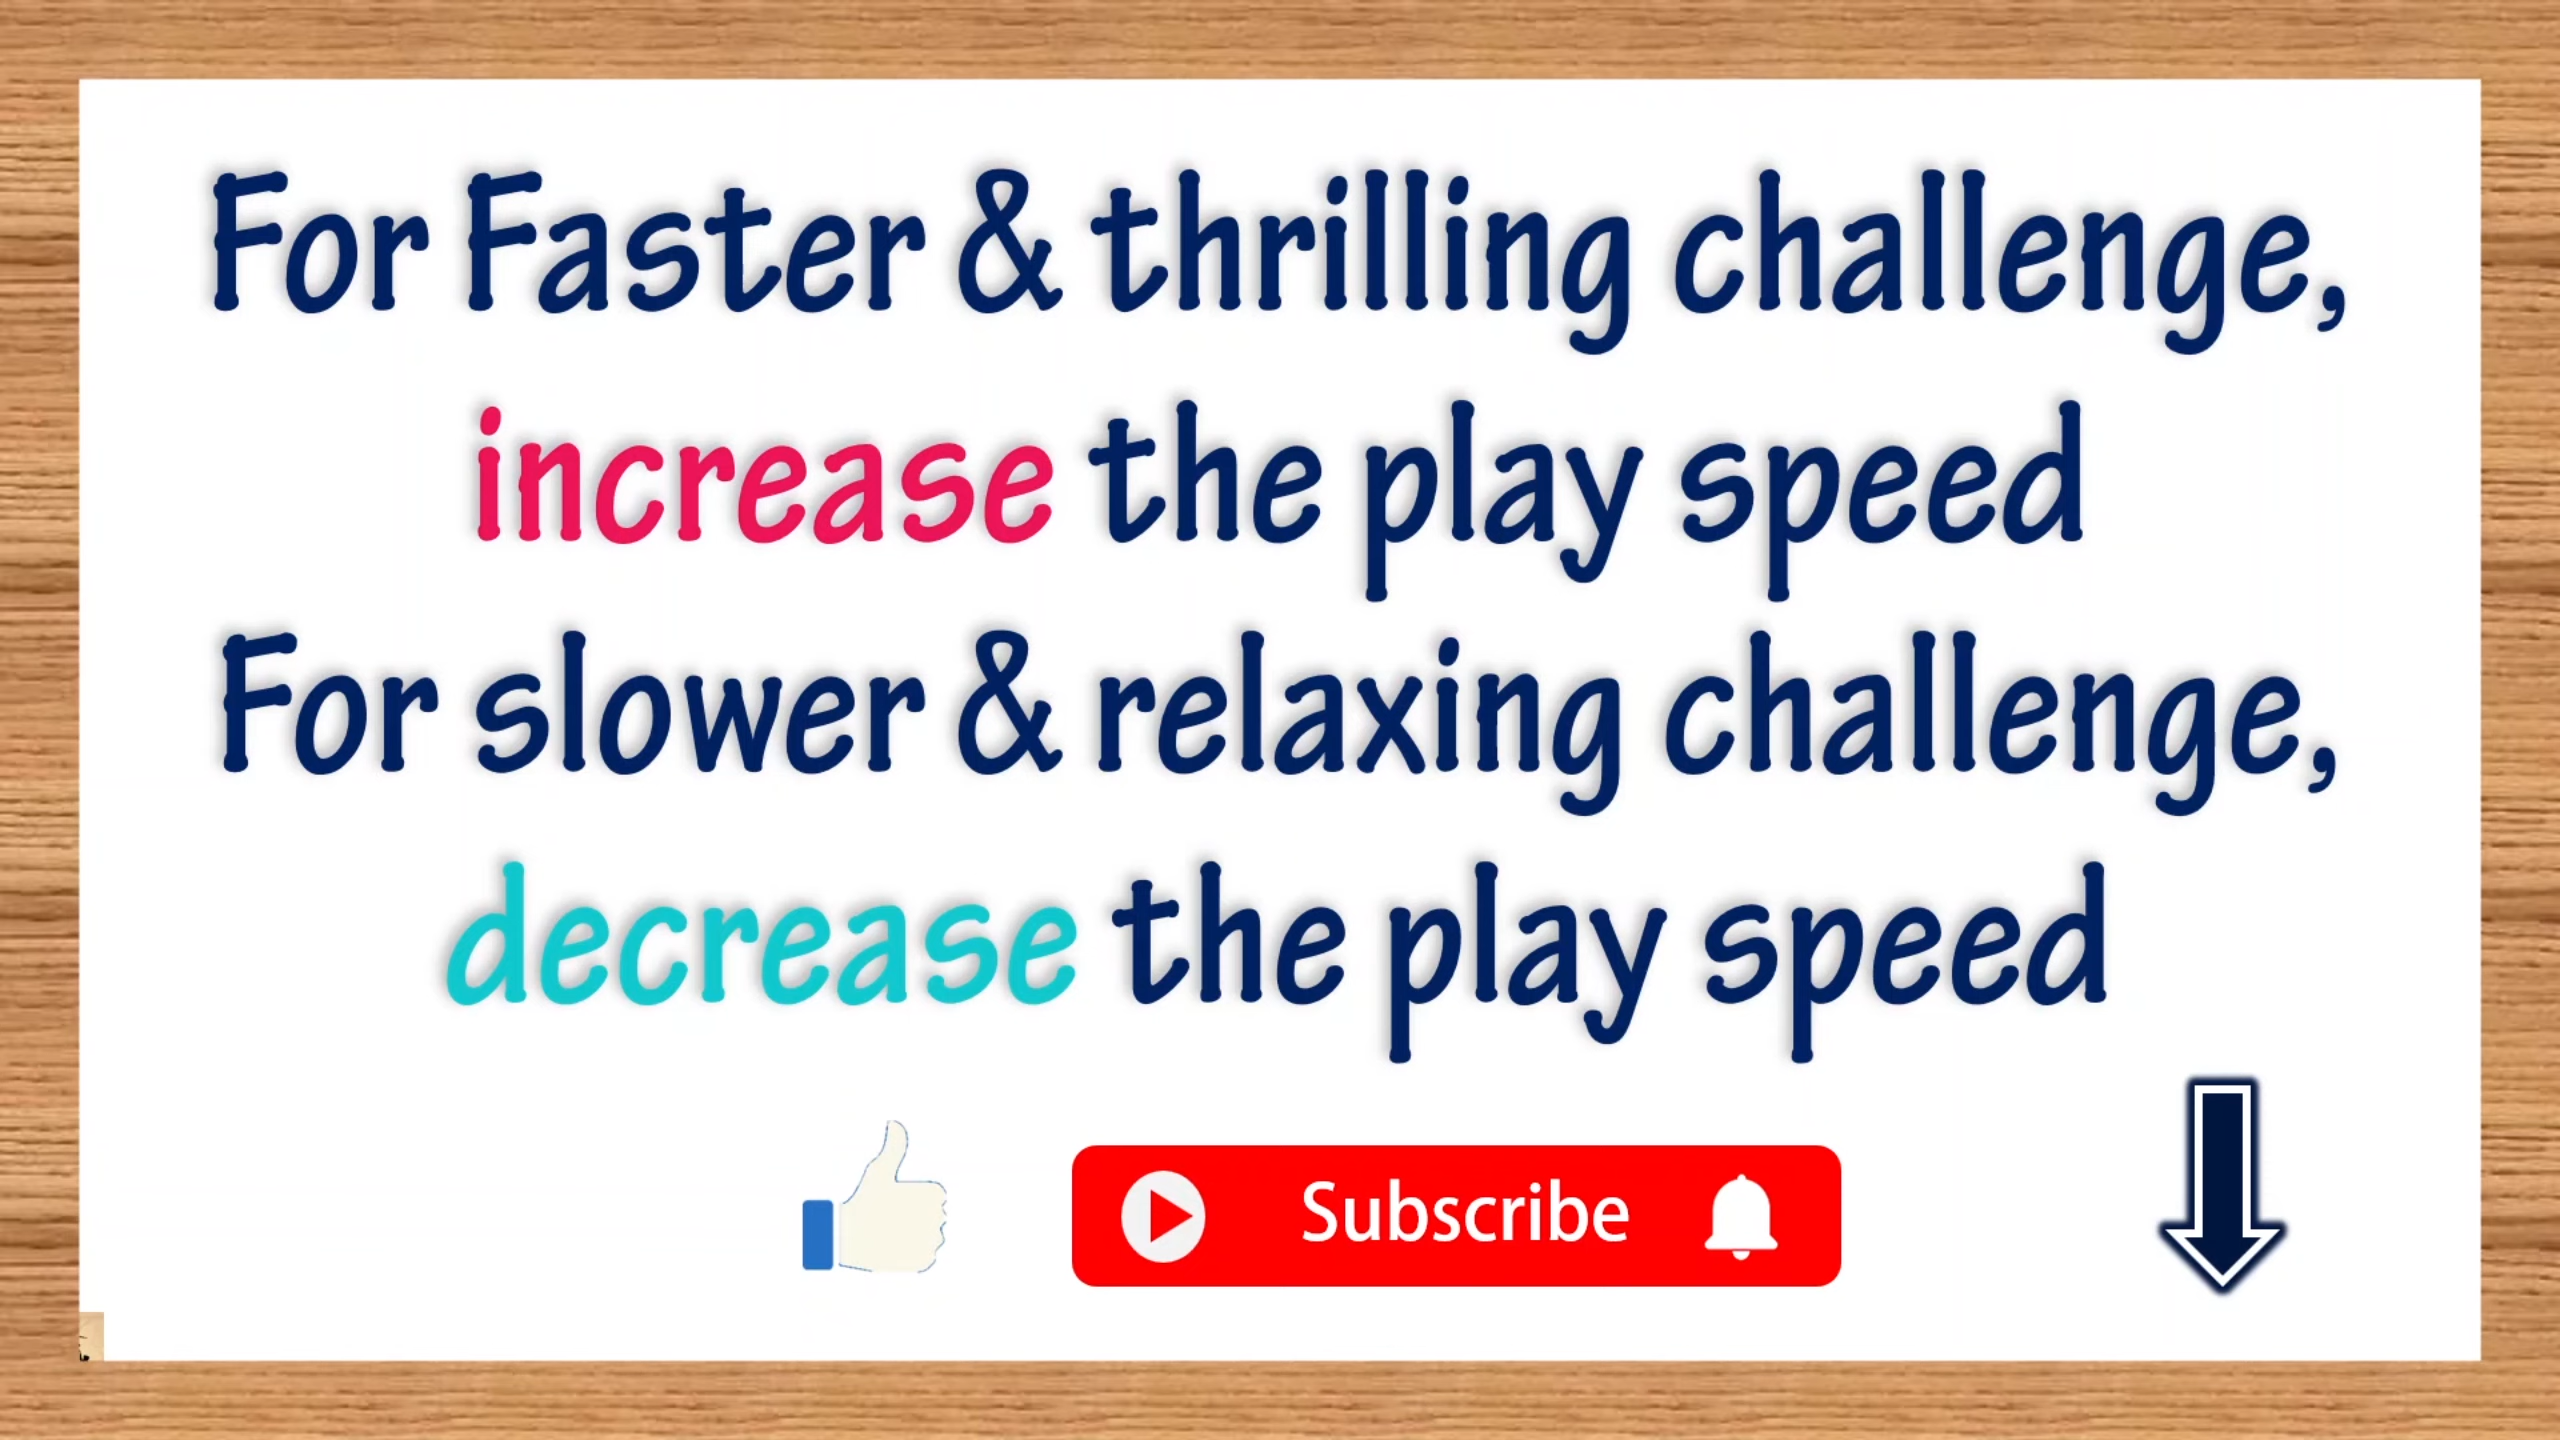 For Faster & thrilling challenge,
increase the play speed
For slower & relaxing challenge,
decrease the play speed
Subscribe